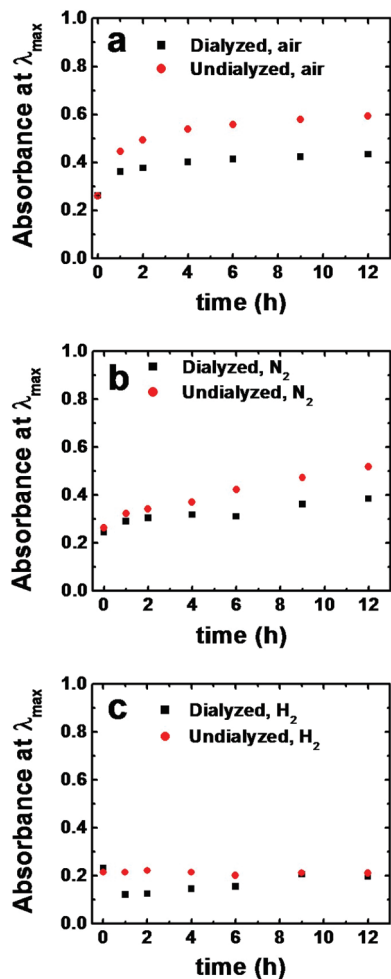 a
Dialyzed, air
Undialyzed, air
Absorbance at λmax
1.0
0.8
0.6
0.4
0.2
0.0
0 2 4 6 8 10 12
time (h)
b
Dialyzed, N2
Undialyzed, N2
Absorbance at λmax
1.0
0.8
0.6
0.4
0.2
0.0
0 2 4 6 8 10 12
time (h)
c
Dialyzed, H2
Undialyzed, H2
Absorbance at λmax
1.0
0.8
0.6
0.4
0.2
0.0
0 2 4 6 8 10 12
time (h)